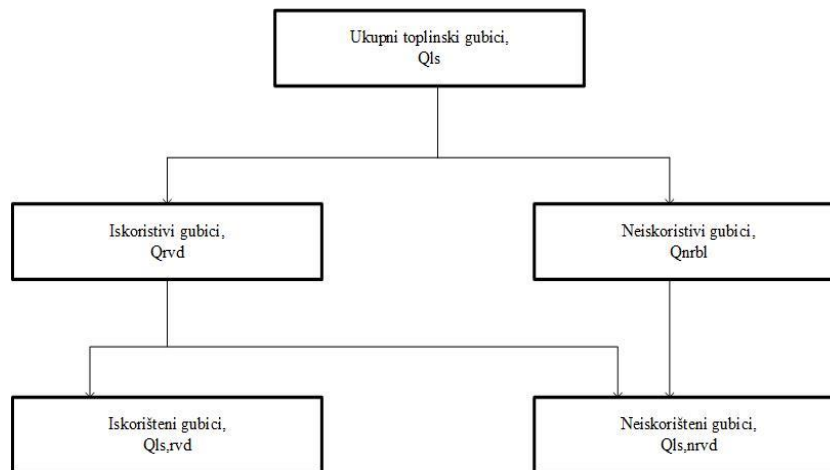 Ukupni toplinski gubici,
Qls
Iskoristivi gubici,
Qrvd
Neiskoristivi gubici,
Qnrbl
Iskorišteni gubici,
Qls,rvd
Neiskorišteni gubici,
Qls,nrvd